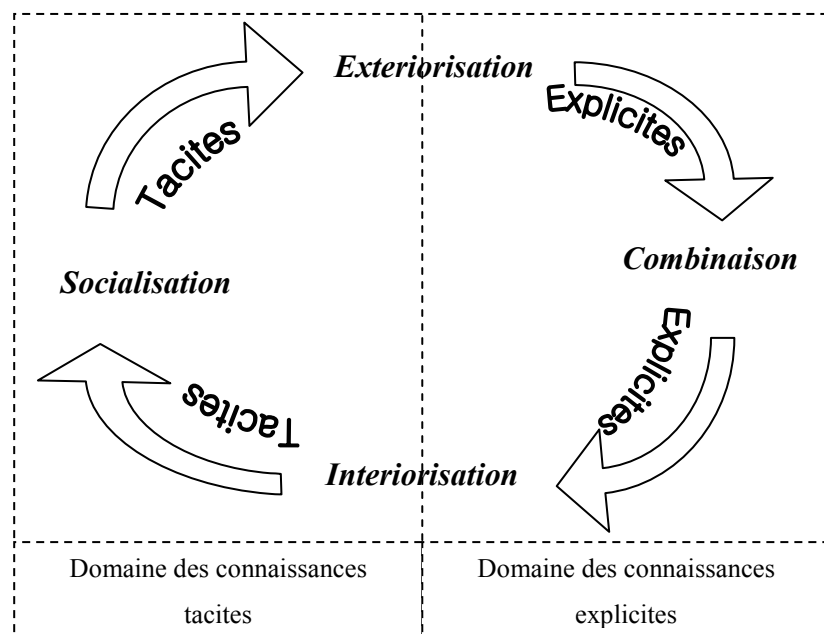 Exteriorisation
Tacites
Explicites
Combinaison
Socialisation
Explicites
Tacites
Interiorisation
Domaine des connaissances
tacites
Domaine des connaissances
explicites